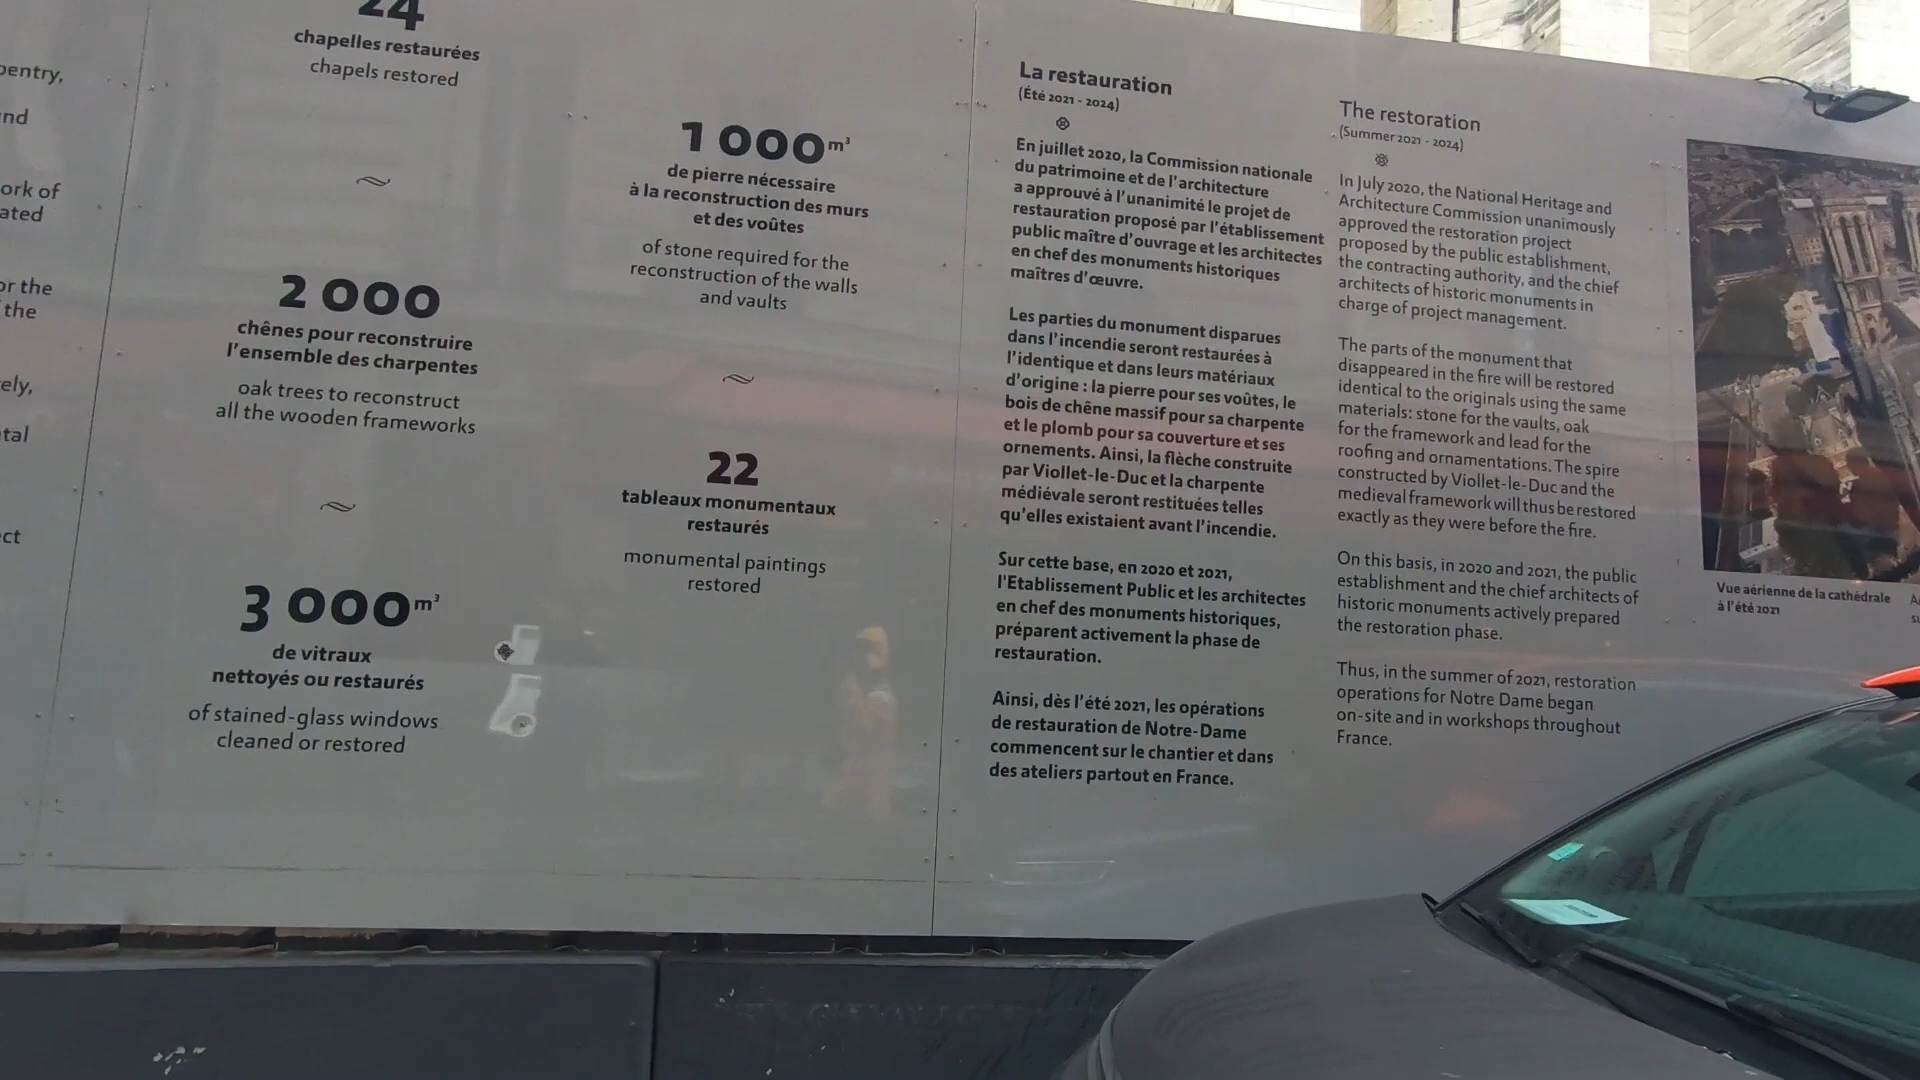 pentry,
nd
ork of
ated
or the
the
ely,
tal
ect
24
chapelles restaurées
chapels restored
2 000
chênes pour reconstruire
l'ensemble des charpentes
oak trees to reconstruct
all the wooden frameworks
3 000 m³
de vitraux
nettoyés ou restaurés
of stained-glass windows
cleaned or restored
1 000 m³
de pierre nécessaire
à la reconstruction des murs
et des voûtes
of stone required for the
reconstruction of the walls
and vaults
22
tableaux monumentaux
restaurés
monumental paintings
restored
La restauration
(Été 2021 - 2024)
En juillet 2020, la Commission nationale
du patrimoine et de l'architecture
a approuvé à l'unanimité le projet de
restauration proposé par l'établissement
public maître d'ouvrage et les architectes
en chef des monuments historiques
maîtres d'œuvre.
Les parties du monument disparues
dans l'incendie seront restaurées à
l'identique et dans leurs matériaux
d'origine : la pierre pour ses voûtes, le
bois de chêne massif pour sa charpente
et le plomb pour sa couverture et ses
ornements. Ainsi, la flèche construite
par Viollet-le-Duc et la charpente
médiévale seront restituées telles
qu'elles existaient avant l'incendie.
Sur cette base, en 2020 et 2021,
l'Etablissement Public et les architectes
en chef des monuments historiques,
préparent activement la phase de
restauration.
Ainsi, dès l'été 2021, les opérations
de restauration de Notre-Dame
commencent sur le chantier et dans
des ateliers partout en France.
The restoration
(Summer 2021 - 2024)
In July 2020, the National Heritage and
Architecture Commission unanimously
approved the restoration project
proposed by the public establishment,
the contracting authority, and the chief
architects of historic monuments in
charge of project management.
The parts of the monument that
disappeared in the fire will be restored
identical to the originals using the same
materials: stone for the vaults, oak
for the framework and lead for the
roofing and ornamentations. The spire
constructed by Viollet-le-Duc and the
medieval framework will thus be restored
exactly as they were before the fire.
On this basis, in 2020 and 2021, the public
establishment and the chief architects of
historic monuments actively prepared
the restoration phase.
Thus, in the summer of 2021, restoration
operations for Notre Dame began
on-site and in workshops throughout
France.
Vue aérienne de la cathédrale
à l'été 2021